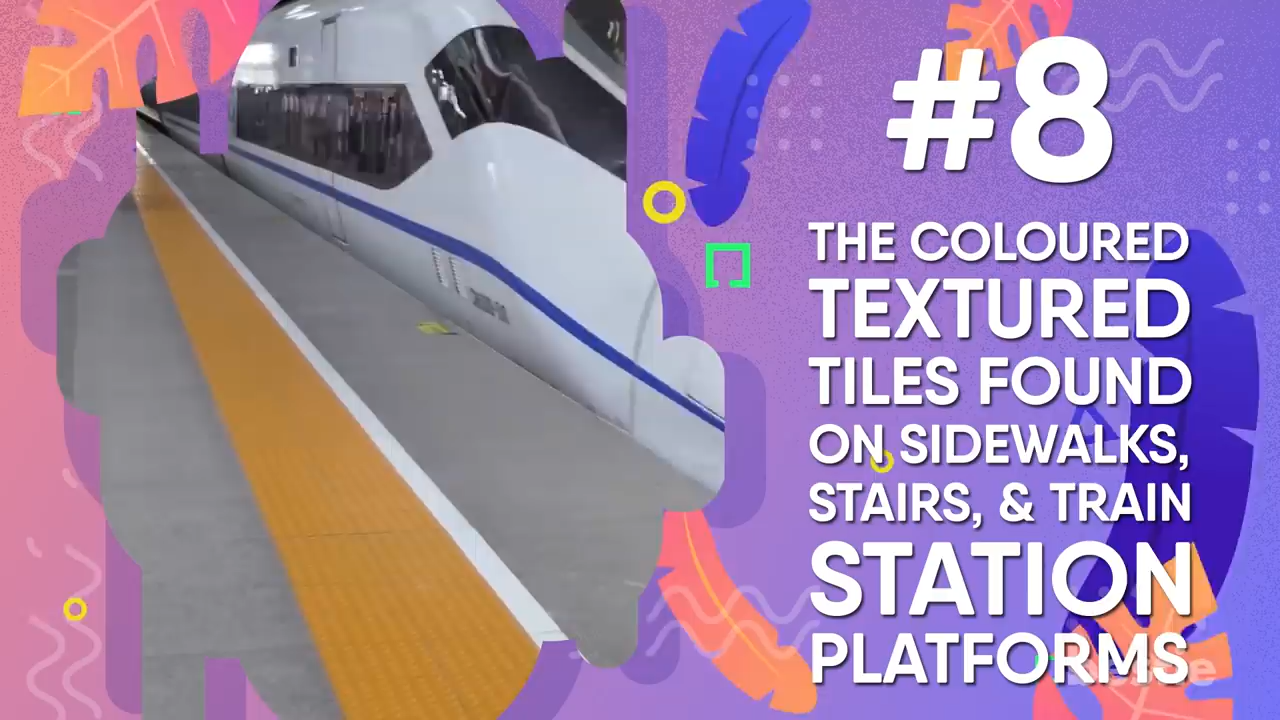 #8
THE COLOURED
TEXTURED
TILES FOUND
ON SIDEWALKS,
STAIRS, & TRAIN
STATION
PLATFORMS